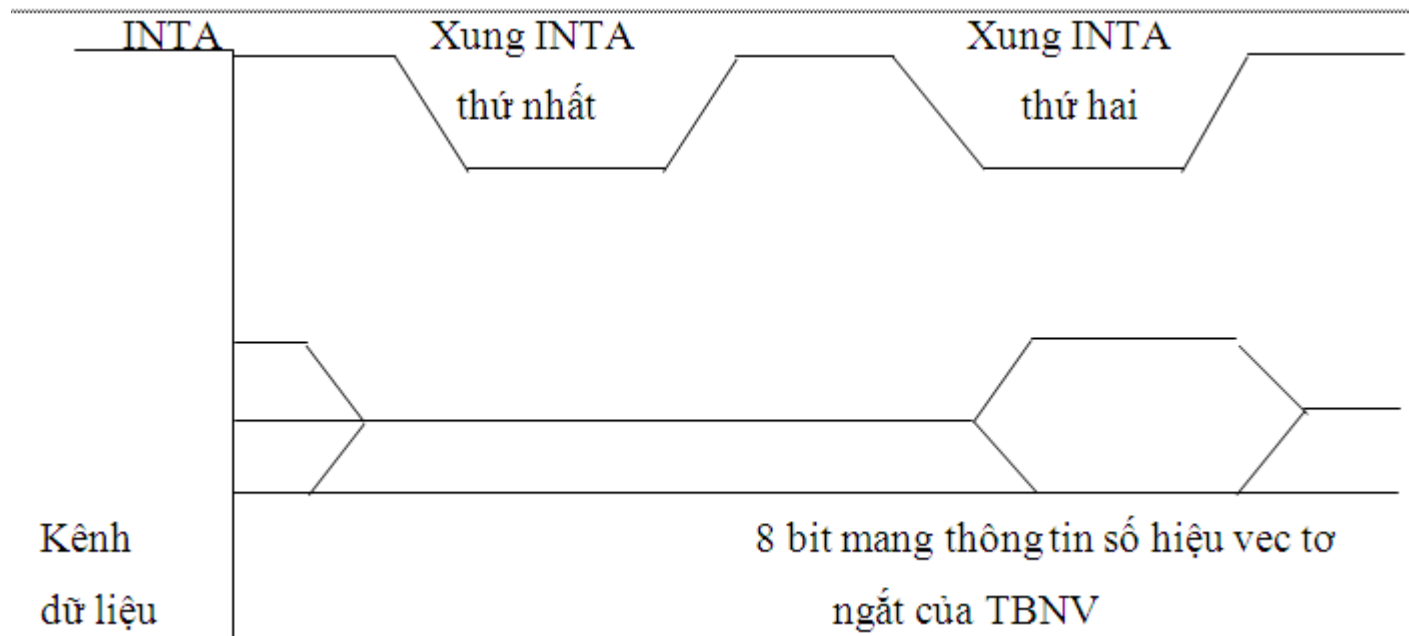 INTA
Xung INTA
thứ nhất
Xung INTA
thứ hai
Kênh
dữ liệu
8 bit mang thông tin số hiệu vec tơ
ngắt của TBNV